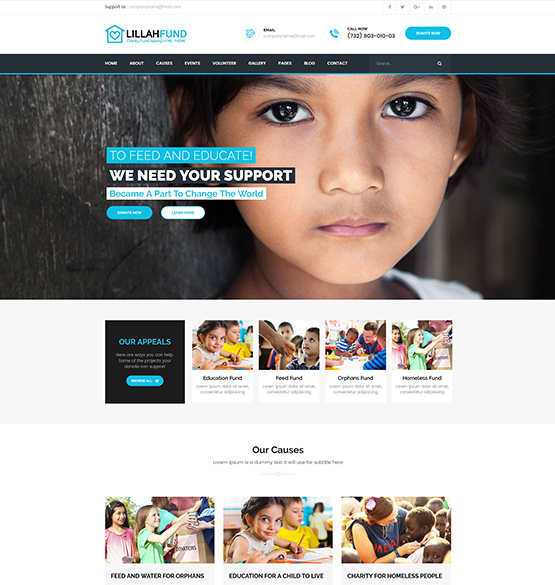 Support Us : companyname@mail.com
LILLAHFUND
Charity Fund Raising HTML THEME
EMAIL
companyname@mail.com
CALL NOW
(732) 803-010-03
DONATE NOW
HOME ABOUT CAUSES EVENTS VOLUNTEER GALLERY PAGES BLOG CONTACT
Search...
TO FEED AND EDUCATE!
WE NEED YOUR SUPPORT
Became A Part To Change The World
DONATE NOW LEARN MORE
OUR APPEALS
Here are ways you can help
Some of the projects your
donate can support
BROWSE ALL
Education Fund
Lorem ipsum dolor sit amet,
consectetur adipiscing
Feed Fund
Lorem ipsum dolor sit amet,
consectetur adipiscing
Orphans Fund
Lorem ipsum dolor sit amet,
consectetur adipiscing
Homeless Fund
Lorem ipsum dolor sit amet,
consectetur adipiscing
Our Causes
Lorem Ipsum is a dummy text it will use for subtitle here
DONATIONS
FEED AND WATER FOR ORPHANS
EDUCATION FOR A CHILD TO LIVE
CHARITY FOR HOMELESS PEOPLE